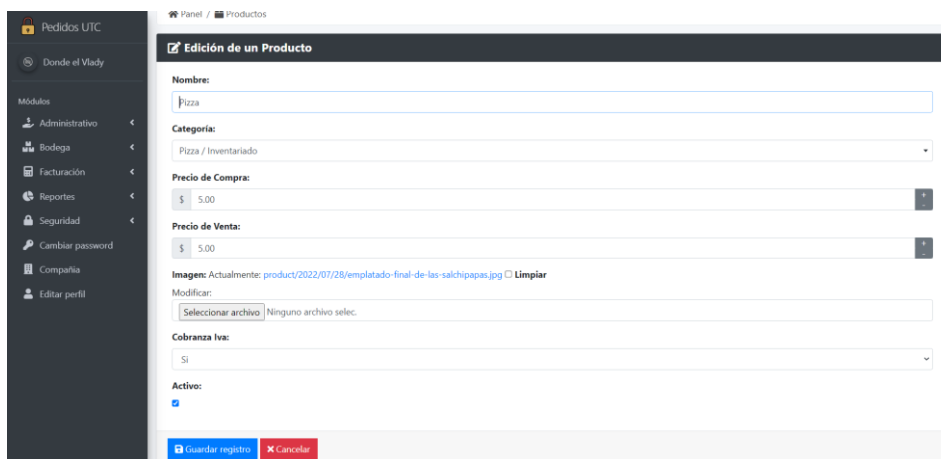 Pedidos UTC
Donde el Vlady
Módulos
Administrativo
Bodega
Facturación
Reportes
Seguridad
Cambiar password
Compañia
Editar perfil
Panel / Productos
Edición de un Producto
Nombre:
Pizza
Categoría:
Pizza / Inventariado
Precio de Compra:
$ 5.00 + -
Precio de Venta:
$ 5.00 + -
Imagen: Actualmente: product/2022/07/28/emplatado-final-de-las-salchipapas.jpg Limpiar
Modificar:
Seleccionar archivo Ninguno archivo selec.
Cobranza Iva:
Si
Activo:
Guardar registro Cancelar